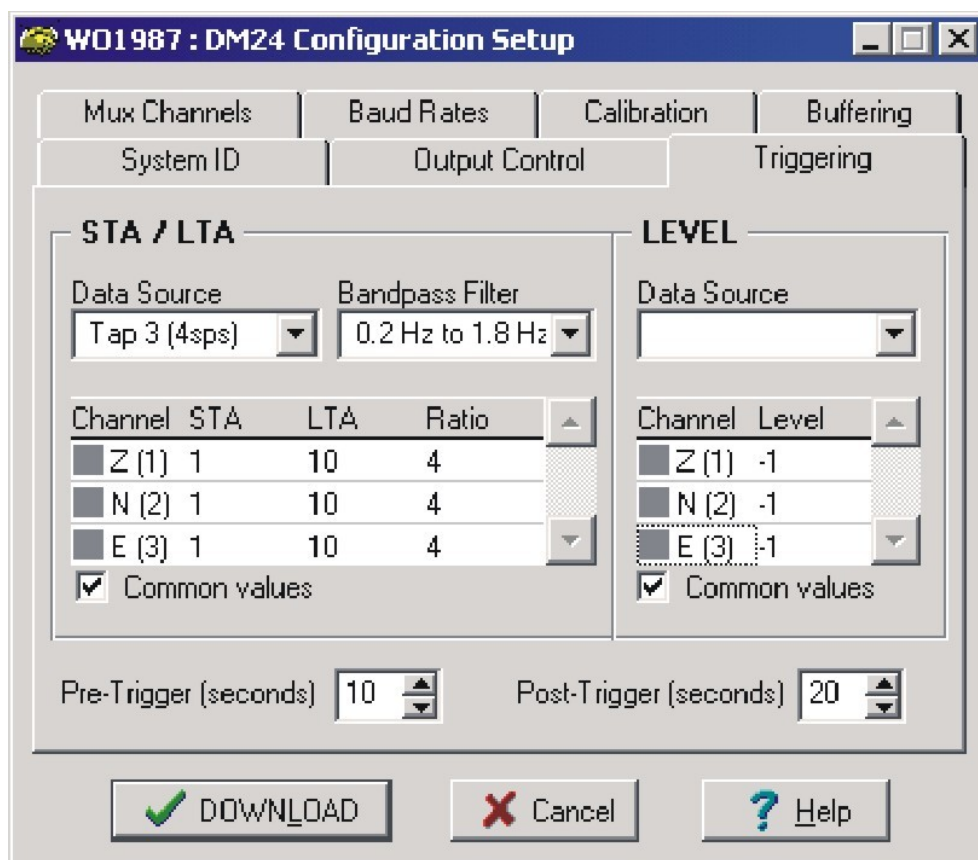 WO1987 : DM24 Configuration Setup
Mux Channels Baud Rates Calibration Buffering
System ID Output Control Triggering
STA / LTA
Data Source Bandpass Filter
Tap 3 (4sps) 0.2 Hz to 1.8 Hz
Channel STA LTA Ratio
Z (1) 1 10 4
N (2) 1 10 4
E (3) 1 10 4
Common values
LEVEL
Data Source
Channel Level
Z (1) -1
N (2) -1
E (3) -1
Common values
Pre-Trigger (seconds) 10 Post-Trigger (seconds) 20
DOWNLOAD Cancel ? Help